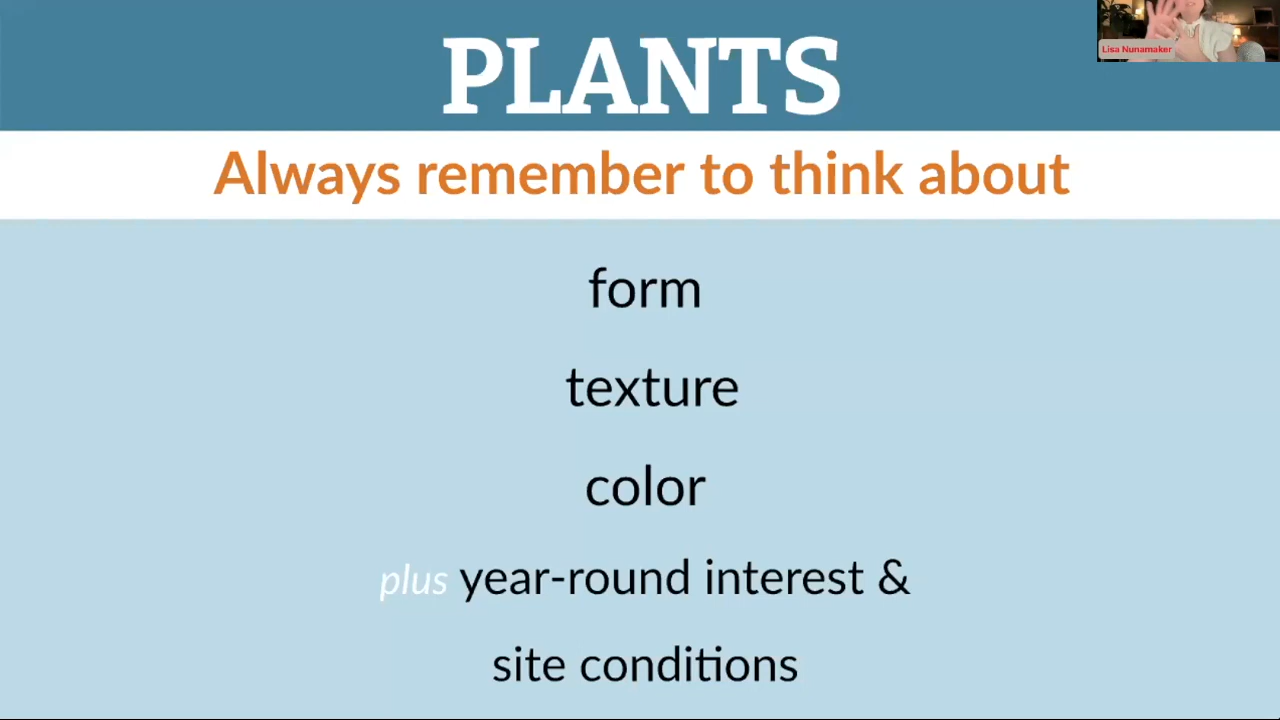 PLANTS
Lisa Nunamaker
Always remember to think about
form
texture
color
plus year-round interest &
site conditions